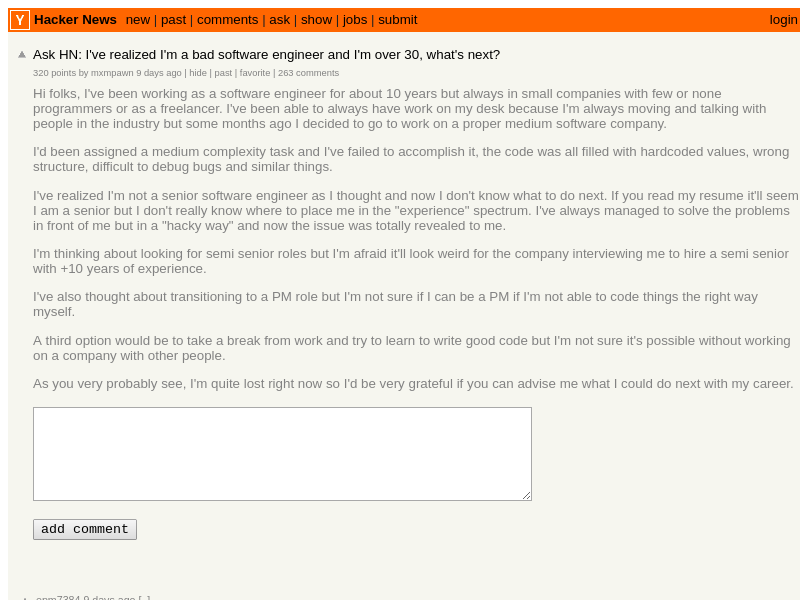 Y Hacker News new | past | comments | ask | show | jobs | submit login
Ask HN: I've realized I'm a bad software engineer and I'm over 30, what's next?
320 points by mxmpawn 9 days ago | hide | past | favorite | 263 comments
Hi folks, I've been working as a software engineer for about 10 years but always in small companies with few or none
programmers or as a freelancer. I've been able to always have work on my desk because I'm always moving and talking with
people in the industry but some months ago I decided to go to work on a proper medium software company.
I'd been assigned a medium complexity task and I've failed to accomplish it, the code was all filled with hardcoded values, wrong
structure, difficult to debug bugs and similar things.
I've realized I'm not a senior software engineer as I thought and now I don't know what to do next. If you read my resume it'll seem
I am a senior but I don't really know where to place me in the "experience" spectrum. I've always managed to solve the problems
in front of me but in a "hacky way" and now the issue was totally revealed to me.
I'm thinking about looking for semi senior roles but I'm afraid it'll look weird for the company interviewing me to hire a semi senior
with +10 years of experience.
I've also thought about transitioning to a PM role but I'm not sure if I can be a PM if I'm not able to code things the right way
myself.
A third option would be to take a break from work and try to learn to write good code but I'm not sure it's possible without working
on a company with other people.
As you very probably see, I'm quite lost right now so I'd be very grateful if you can advise me what I could do next with my career.
add comment
9 days ago